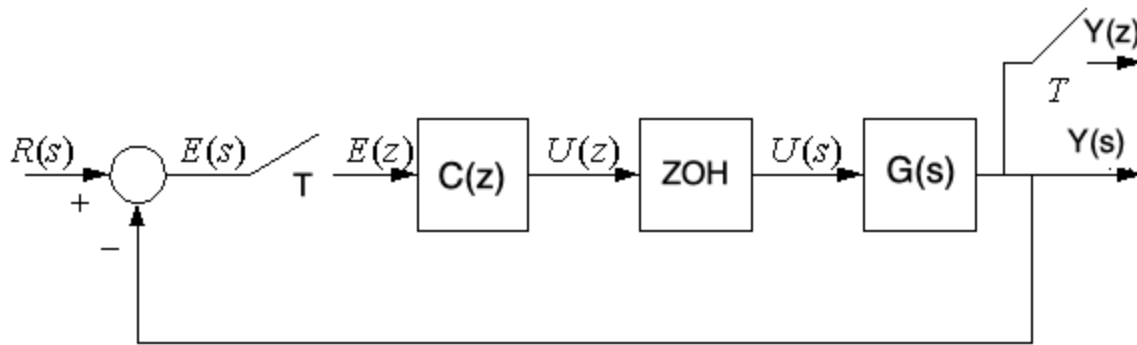 Y(z)
T
R(s)
E(s)
T
E(z)
C(z)
U(z)
ZOH
U(s)
G(s)
Y(s)
+
−